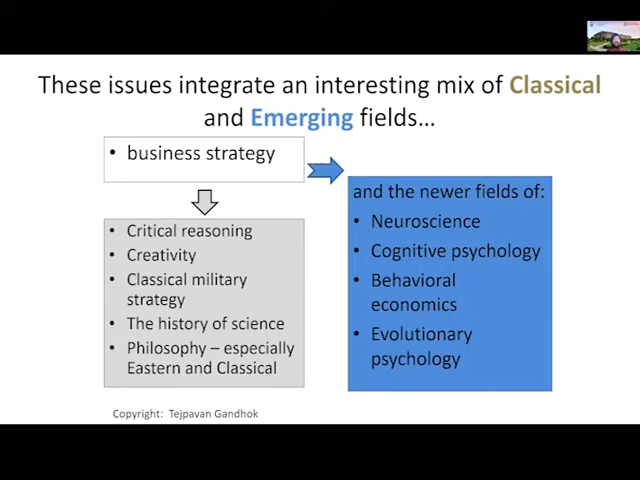 These issues integrate an interesting mix of Classical
and Emerging fields…
• business strategy
• Critical reasoning
• Creativity
• Classical military
strategy
• The history of science
• Philosophy – especially
Eastern and Classical
and the newer fields of:
• Neuroscience
• Cognitive psychology
• Behavioral
economics
• Evolutionary
psychology
Copyright: Tejpavan Gandhok